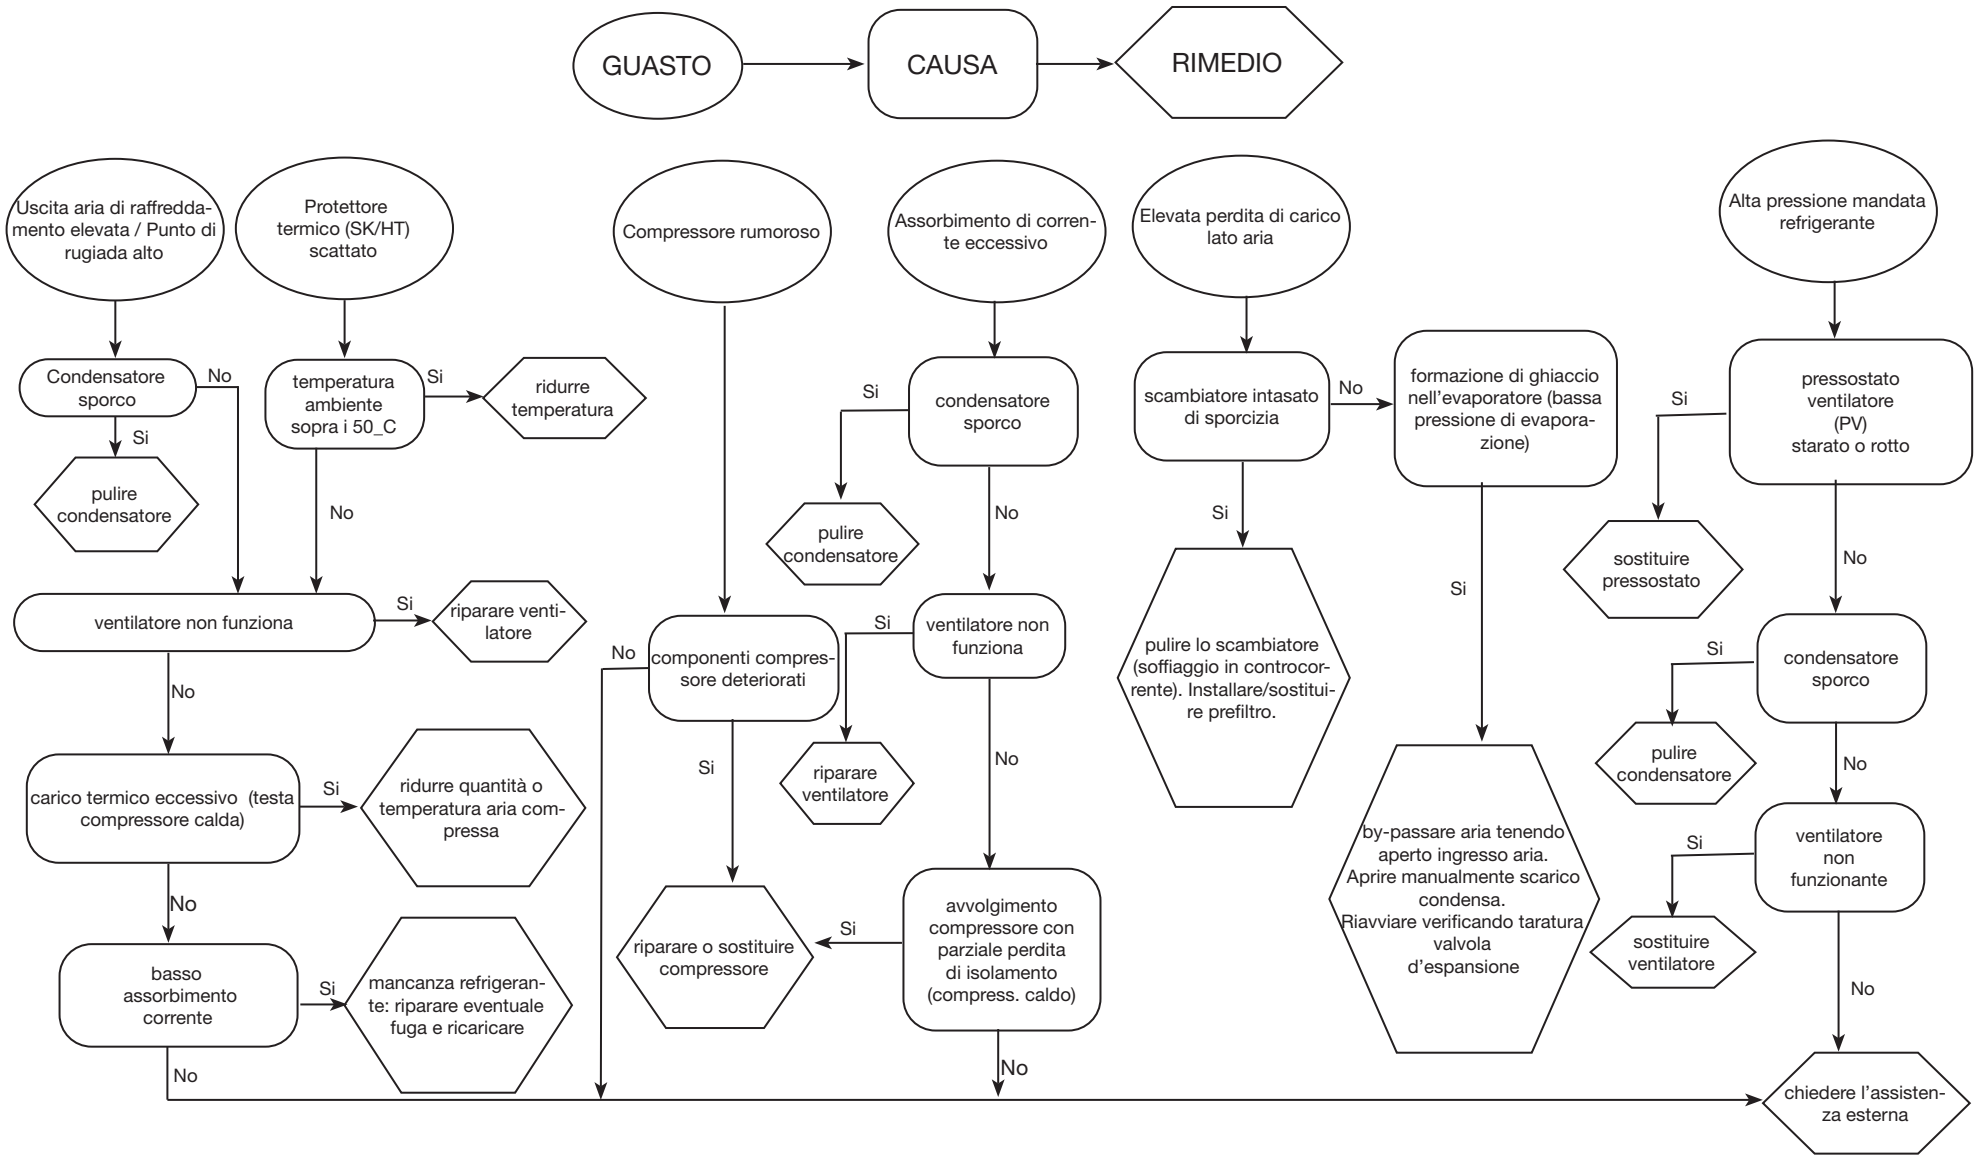 GUASTO
CAUSA
RIMEDIO
Uscita aria di raffredda-
mento elevata / Punto di
rugiada alto
Protettore
termico (SK/HT)
scattato
Compressore rumoroso
Assorbimento di corren-
te eccessivo
Elevata perdita di carico
lato aria
Alta pressione mandata
refrigerante
Condensatore
sporco
No
Si
pulire
condensatore
temperatura
ambiente
sopra i 50_C
Si
ridurre
temperatura
No
ventilatore non funziona
Si
riparare venti-
latore
No
carico termico eccessivo (testa
compressore calda)
Si
ridurre quantità o
temperatura aria com-
pressa
No
basso
assorbimento
corrente
Si
mancanza refrigeran-
te: riparare eventuale
fuga e ricaricare
No
componenti compres-
sore deteriorati
No
Si
riparare o sostituire
compressore
condensatore
sporco
Si
pulire
condensatore
No
ventilatore non
funziona
Si
riparare
ventilatore
No
avvolgimento
compressore con
parziale perdita
di isolamento
(compress. caldo)
Si
No
scambiatore intasato
di sporcizia
No
Si
pulire lo scambiatore
(soffiaggio in controcor-
rente). Installare/sostitui-
re prefiltro.
formazione di ghiaccio
nell'evaporatore (bassa
pressione di evapora-
zione)
Si
by-passare aria tenendo
aperto ingresso aria.
Aprire manualmente scarico
condensa.
Riavviare verificando taratura
valvola
d'espansione
pressostato
ventilatore
(PV)
starato o rotto
Si
sostituire
pressostato
No
condensatore
sporco
Si
pulire
condensatore
No
ventilatore
non
funzionante
Si
sostituire
ventilatore
No
chiedere l'assisten-
za esterna